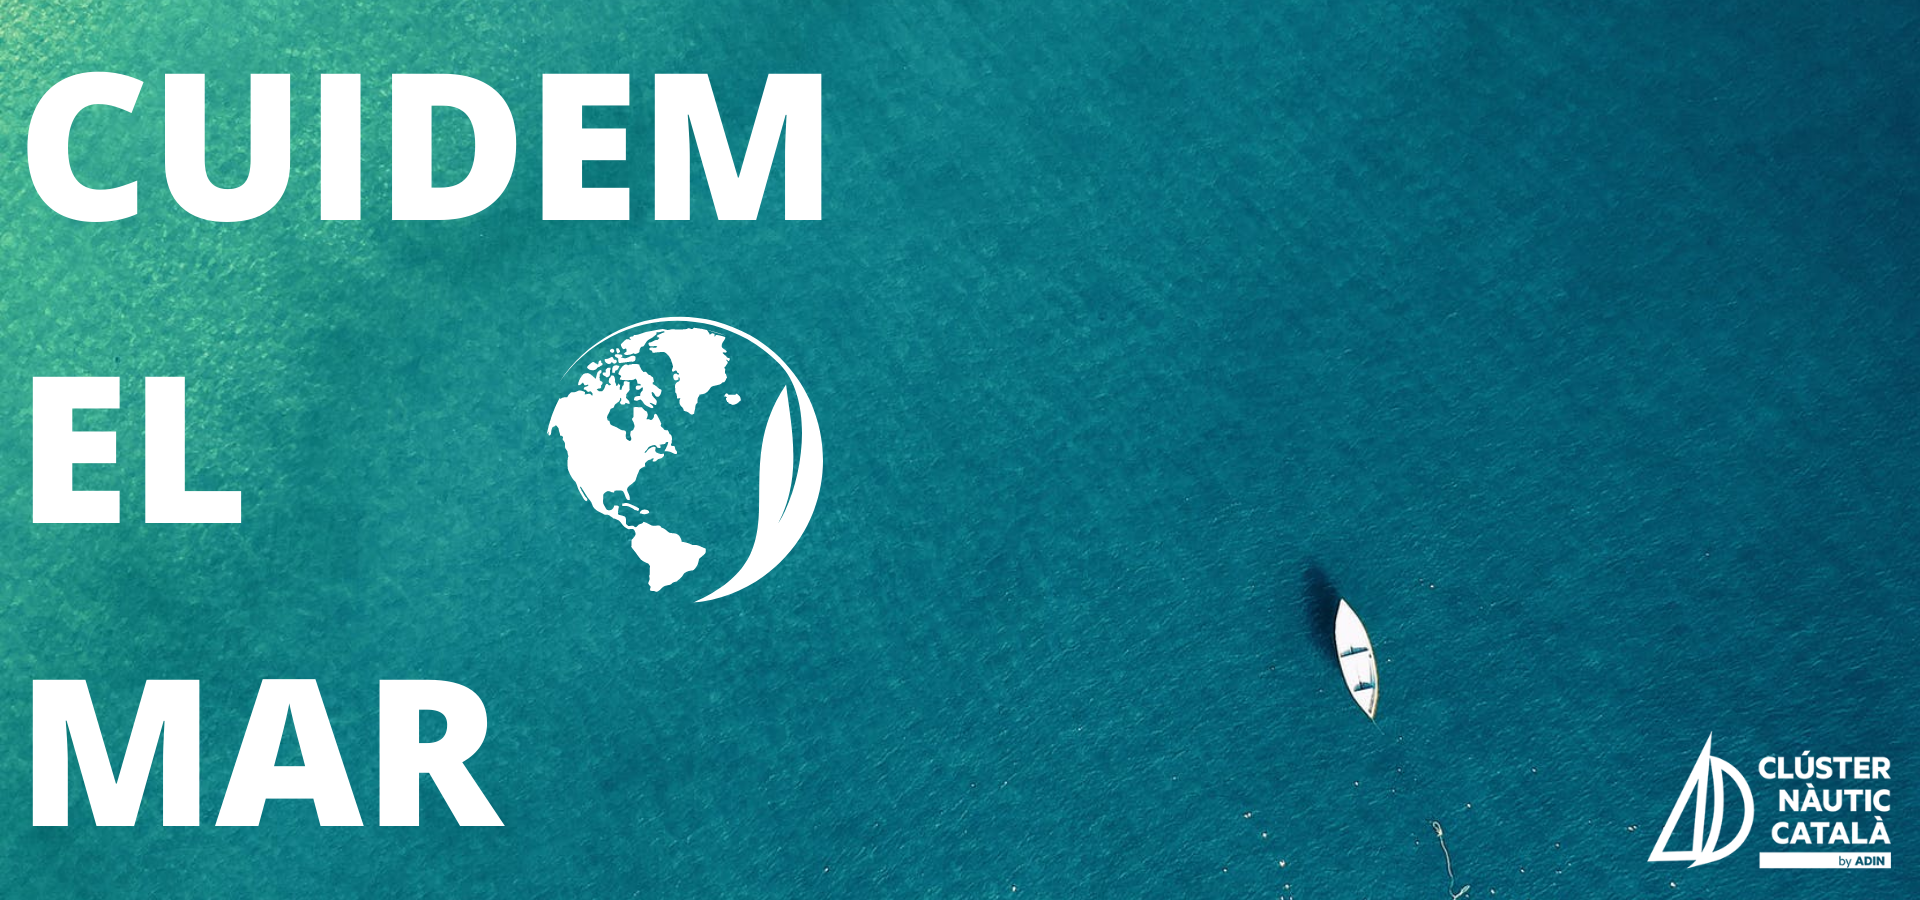 CUIDEM
EL
MAR
CLÚSTER
NÀUTIC
CATALÀ
by ADIN